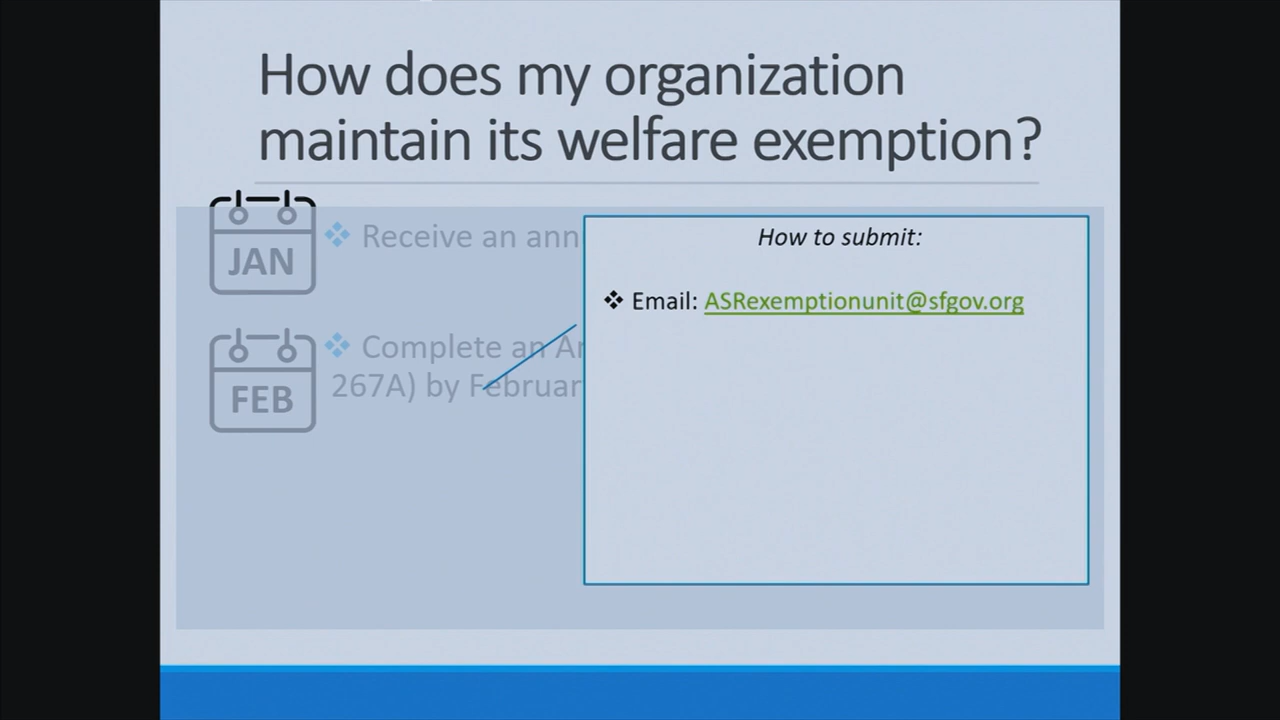 How does my organization
maintain its welfare exemption?
JAN
❖ Receive an ann
How to submit:
❖ Email: ASRexemptionunit@sfgov.org
FEB
❖ Complete an
267A) by Februar